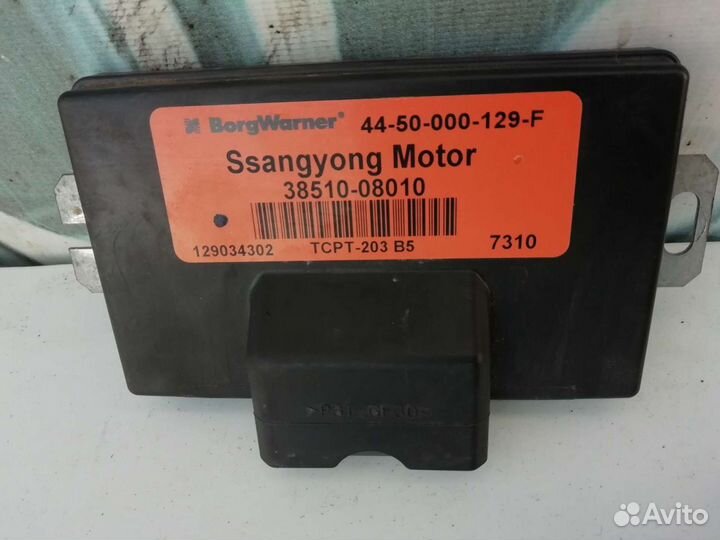 BorgWarner® 44-50-000-129-F
Ssangyong Motor
38510-08010
129034302 TCPT-203 B5 7310
Avito